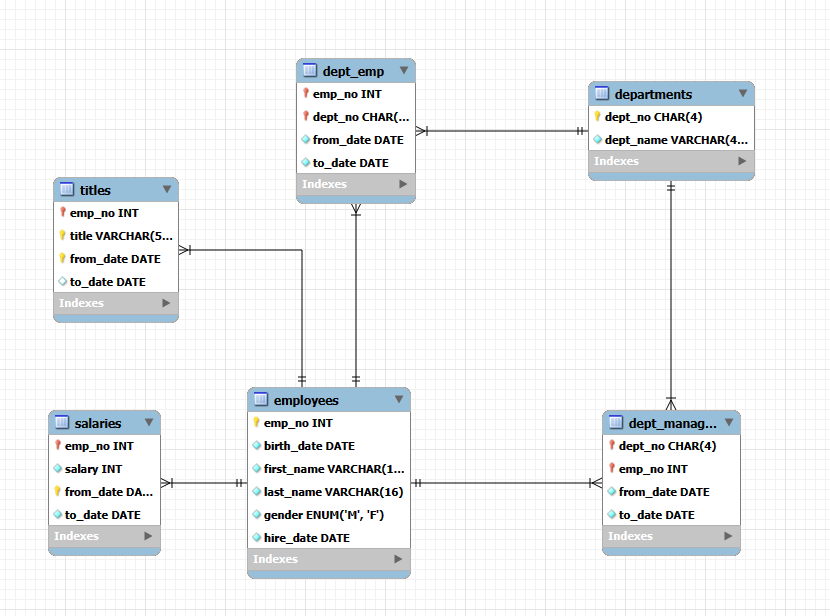 dept_emp
emp_no INT
dept_no CHAR(...
from_date DATE
to_date DATE
Indexes
departments
dept_no CHAR(4)
dept_name VARCHAR(4...
Indexes
titles
emp_no INT
title VARCHAR(5...
from_date DATE
to_date DATE
Indexes
employees
emp_no INT
birth_date DATE
first_name VARCHAR(1...
last_name VARCHAR(16)
gender ENUM('M', 'F')
hire_date DATE
Indexes
salaries
emp_no INT
salary INT
from_date DA...
to_date DATE
Indexes
dept_manag...
dept_no CHAR(4)
emp_no INT
from_date DATE
to_date DATE
Indexes